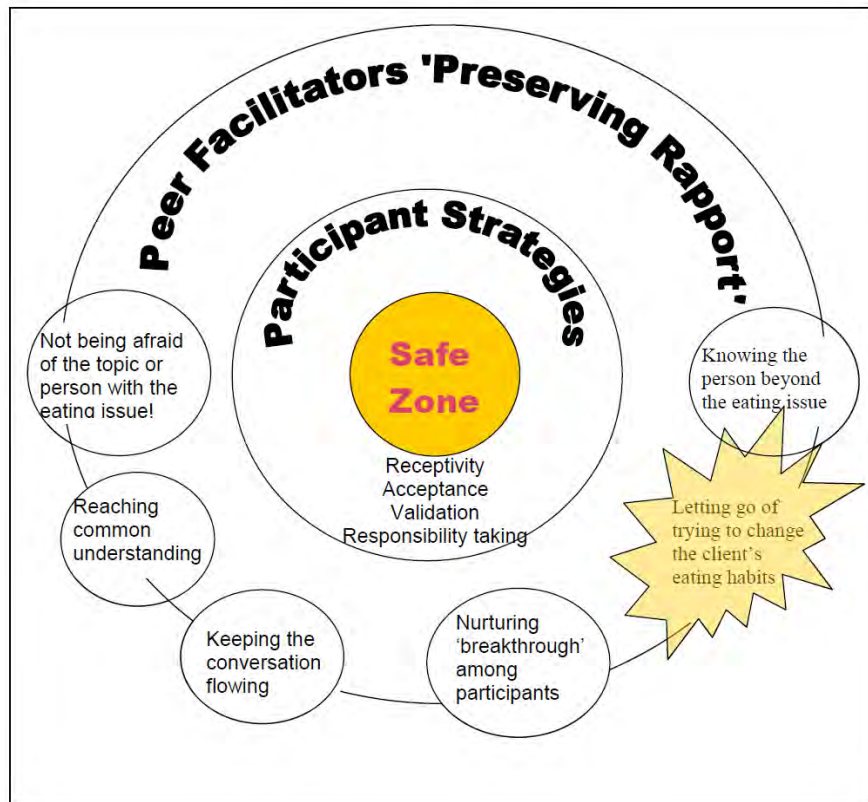 Peer Facilitators 'Preserving Rapport'
Participant Strategies
Safe
Zone
Receptivity
Acceptance
Validation
Responsibility taking
Not being afraid
of the topic or
person with the
eating issue!
Reaching
common
understanding
Keeping the
conversation
flowing
Nurturing
‘breakthrough’
among
participants
Letting go of
trying to change
the client’s
eating habits
Knowing the
person beyond
the eating issue